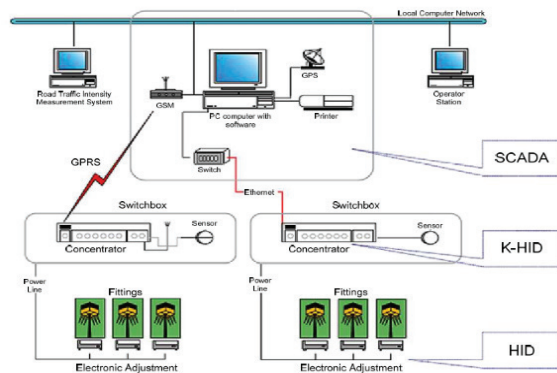 Local Computer Network
Road Traffic Intensity
Measurement System
GSM
GPS
PC computer with
software
Printer
Operator
Station
GPRS
Switch
SCADA
Ethernet
Switchbox
Switchbox
Sensor
Concentrator
Sensor
Concentrator
K-HID
Power
Line
Fittings
Power
Line
Fittings
HID
Electronic Adjustment
Electronic Adjustment